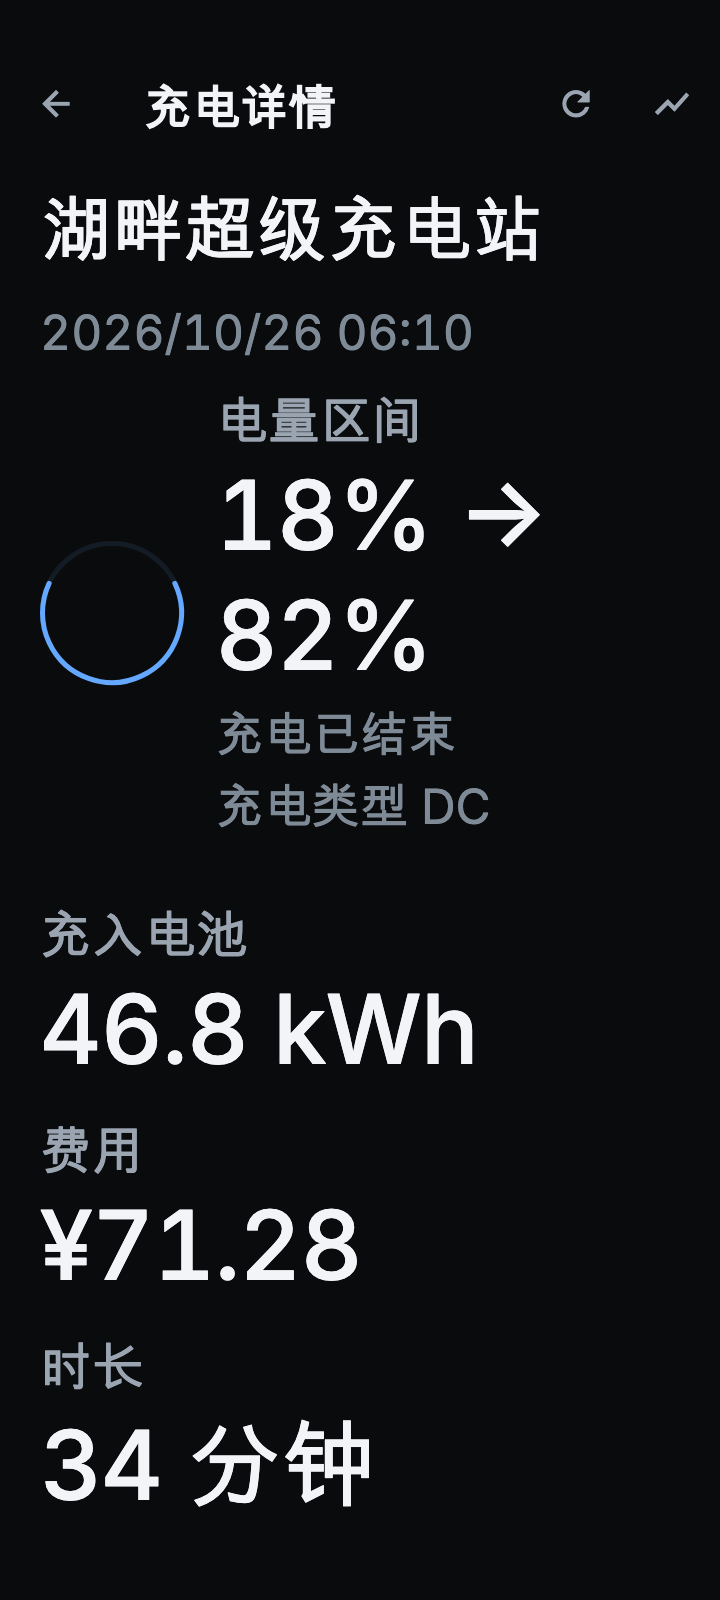 充电详情
湖畔超级充电站
2026/10/26 06:10
电量区间
18% →
82%
充电已结束
充电类型 DC
充入电池
46.8 kWh
费用
¥71.28
时长
34 分钟